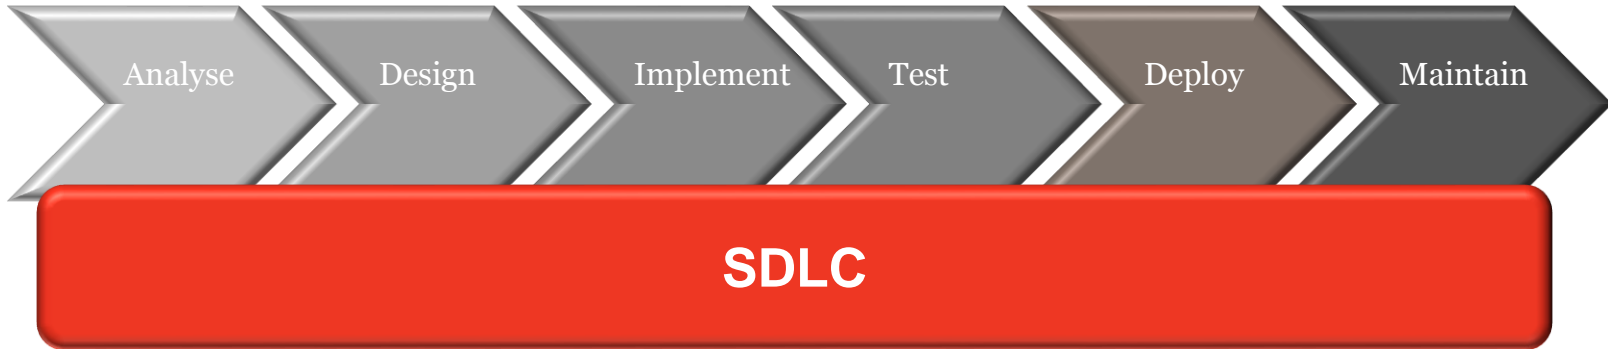 Analyse
Design
Implement
Test
Deploy
Maintain
SDLC